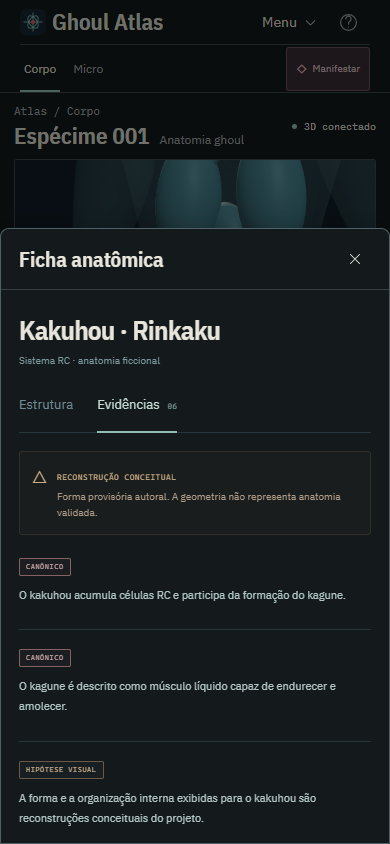 Ghoul Atlas
Menu
Corpo
Micro
Manifestar
Atlas / Corpo
Espécime 001 Anatomia ghoul
3D conectado
Ficha anatômica
Kakuhou · Rinkaku
Sistema RC · anatomia ficcional
Estrutura
Evidências 06
RECONSTRUÇÃO CONCEITUAL
Forma provisória autoral. A geometria não representa anatomia
validada.
CANÔNICO
O kakuhou acumula células RC e participa da formação do kagune.
CANÔNICO
O kagune é descrito como músculo líquido capaz de endurecer e
amolecer.
HIPÓTESE VISUAL
A forma e a organização interna exibidas para o kakuhou são
reconstruções conceituais do projeto.